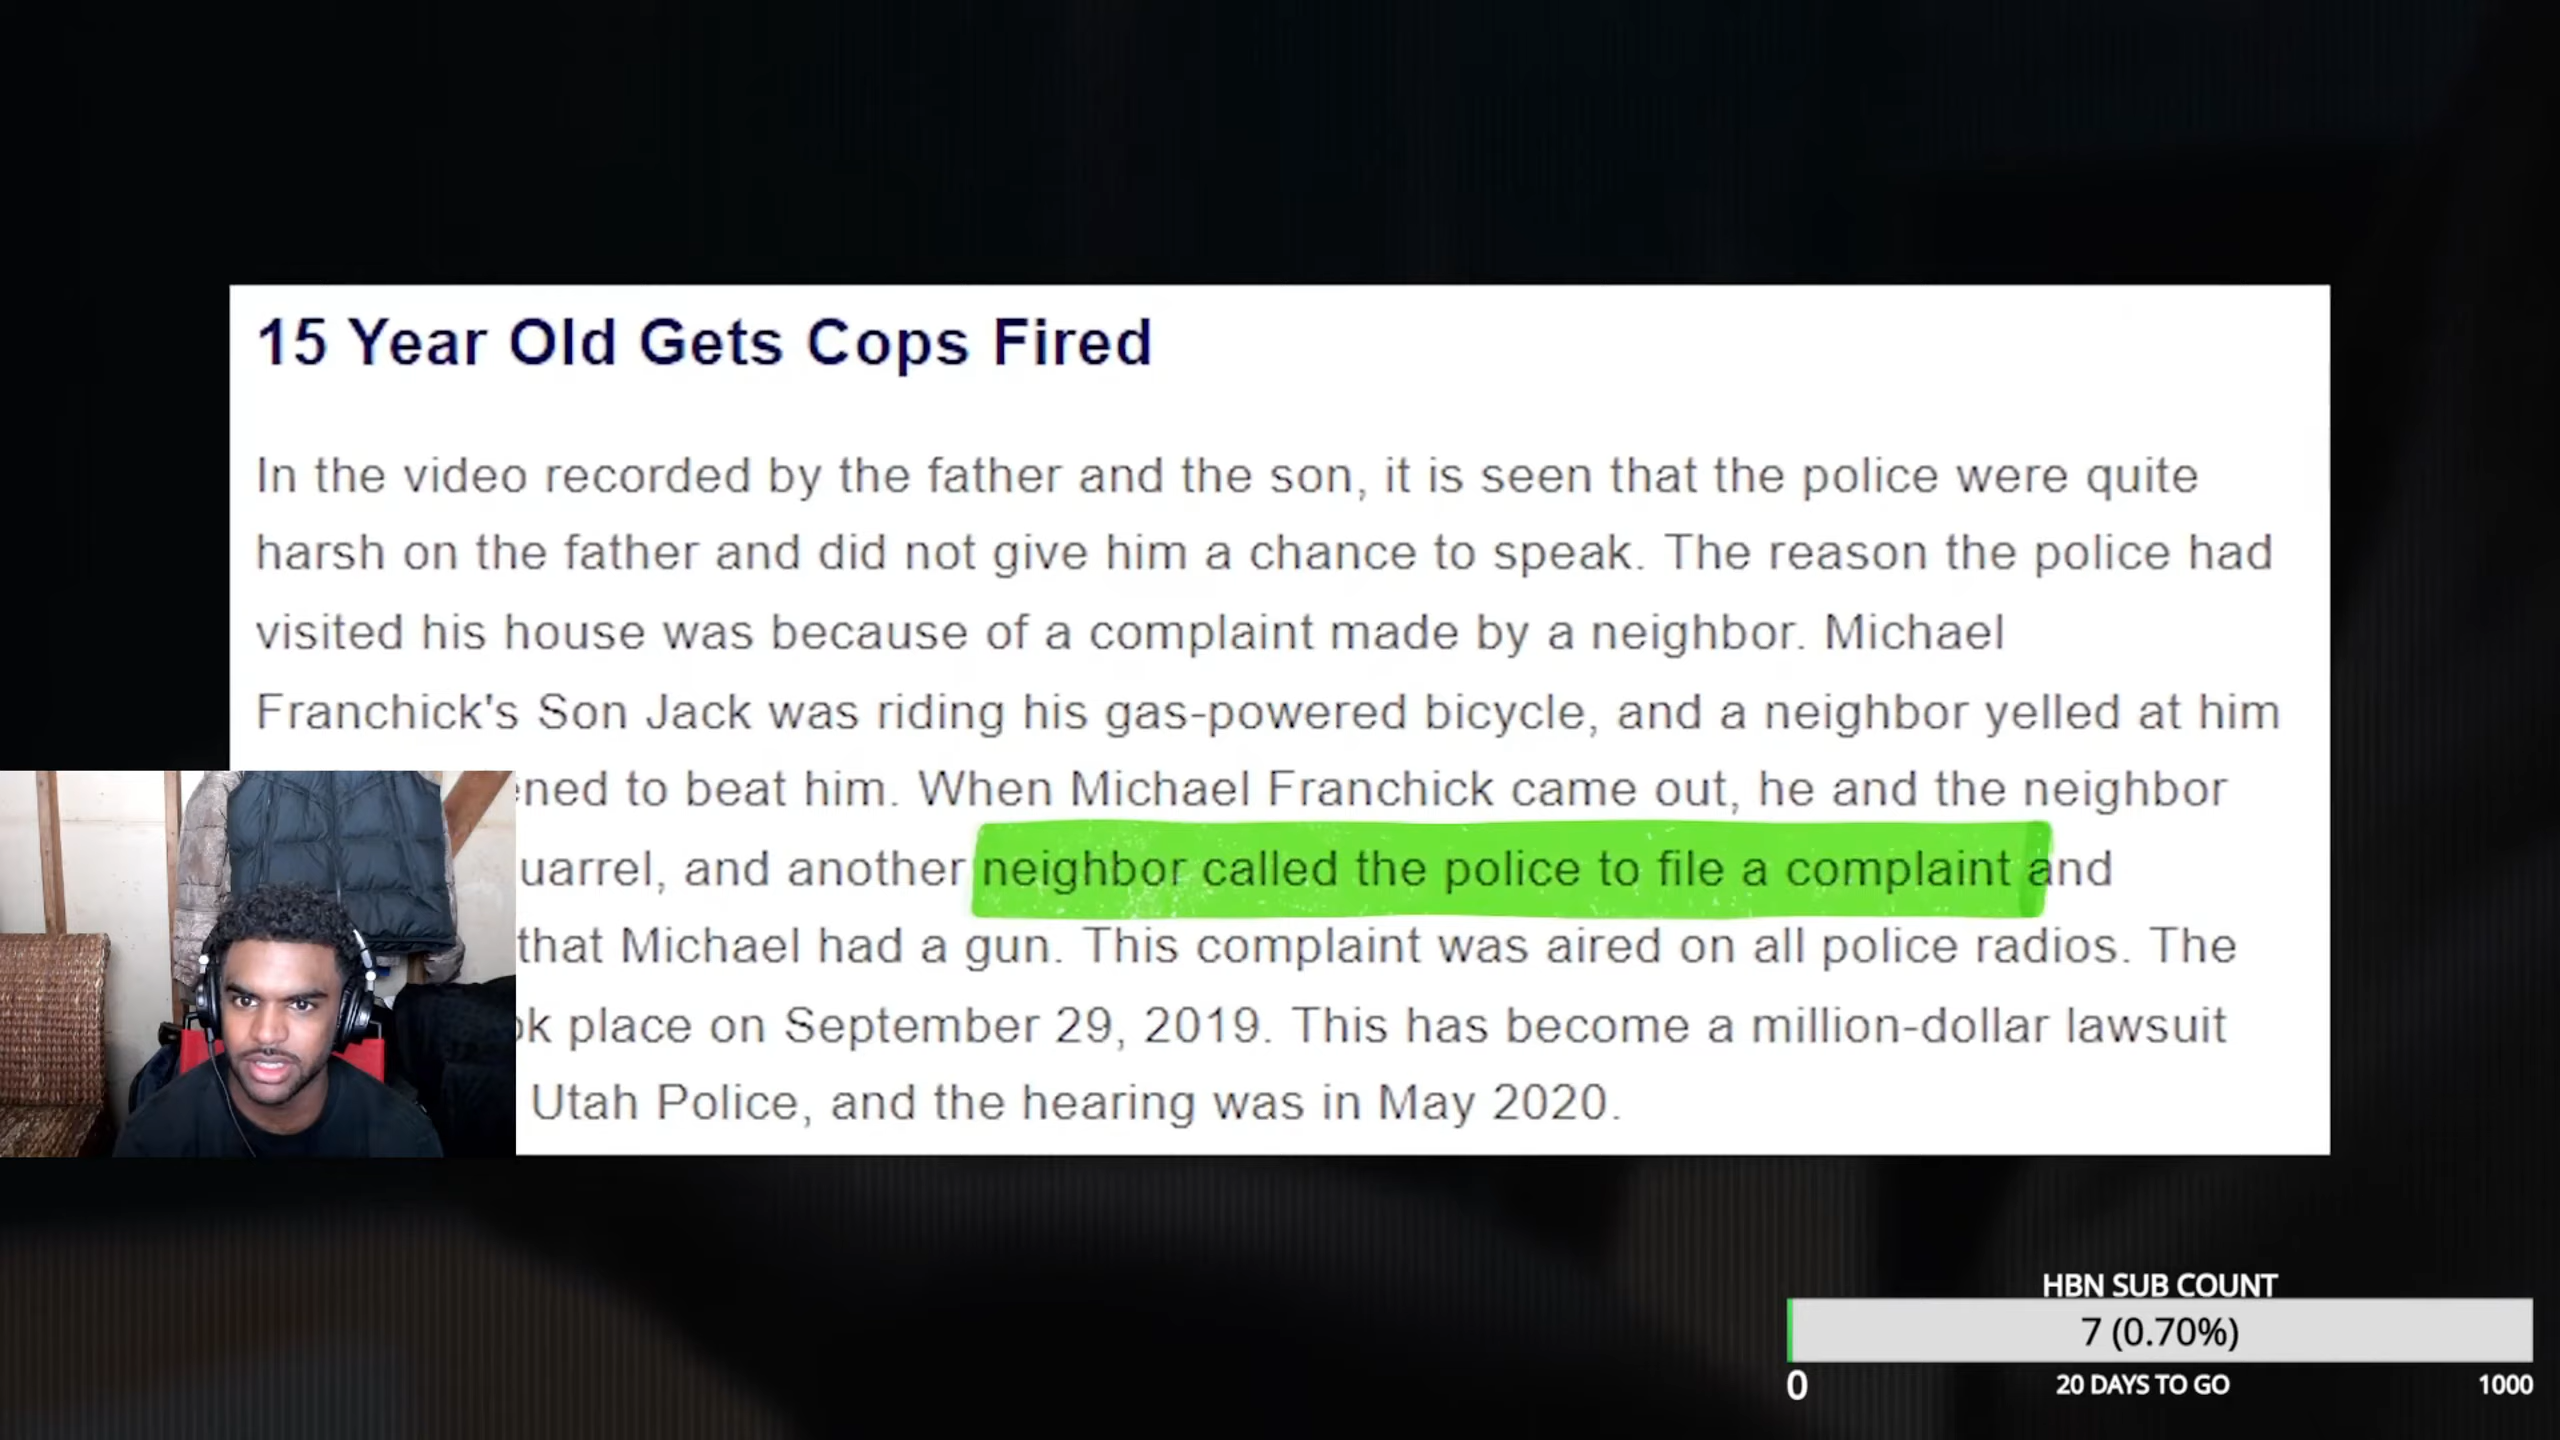 15 Year Old Gets Cops Fired
In the video recorded by the father and the son, it is seen that the police were quite
harsh on the father and did not give him a chance to speak. The reason the police had
visited his house was because of a complaint made by a neighbor. Michael
Franchick's Son Jack was riding his gas-powered bicycle, and a neighbor yelled at him
to beat him. When Michael Franchick came out, he and the neighbor
and another neighbor called the police to file a complaint and
that Michael had a gun. This complaint was aired on all police radios. The
place on September 29, 2019. This has become a million-dollar lawsuit
Utah Police, and the hearing was in May 2020.
HBN SUB COUNT
7 (0.70%)
0 20 DAYS TO GO 1000